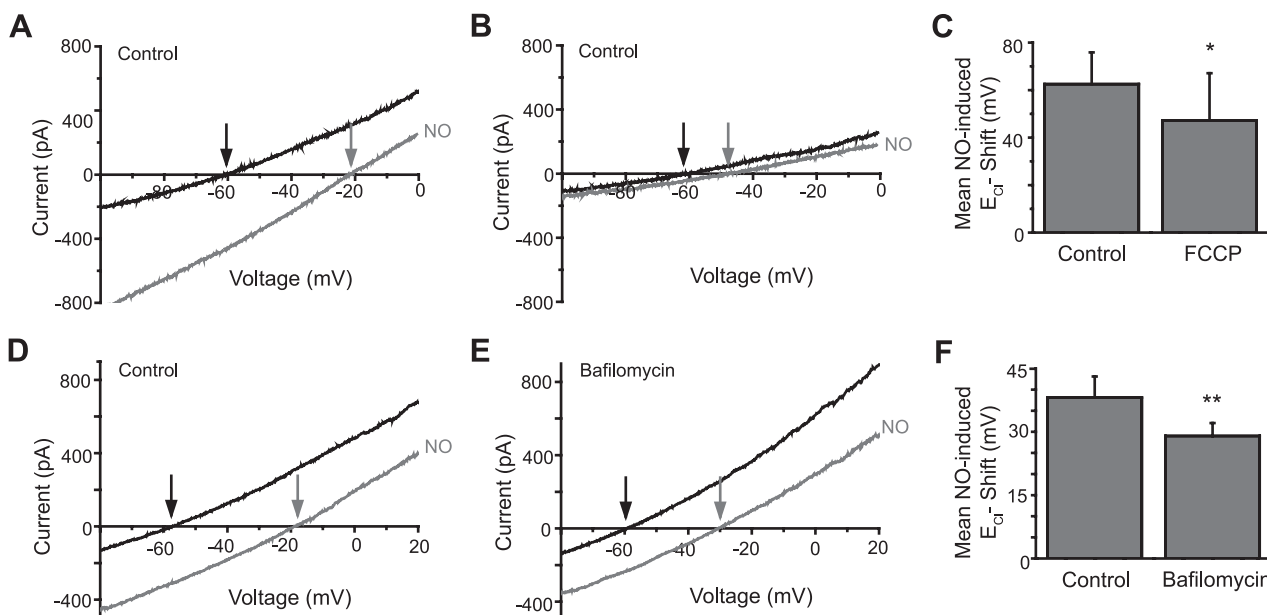 A
Control
800
400
0
-400
-800
Current (pA)
-80
-60
-40
-20
0
Voltage (mV)
NO
B
Control
800
400
0
-400
-800
Current (pA)
-80
-60
-40
-20
0
Voltage (mV)
NO
C
Mean NO-induced
ECl- Shift (mV)
80
60
40
20
0
*
Control
FCCP
D
Control
800
400
0
-400
Current (pA)
-60
-40
-20
0
20
Voltage (mV)
NO
E
Bafilomycin
800
400
0
-400
Current (pA)
-60
-40
-20
0
20
Voltage (mV)
NO
F
Mean NO-induced
ECl- Shift (mV)
45
30
15
0
**
Control
Bafilomycin